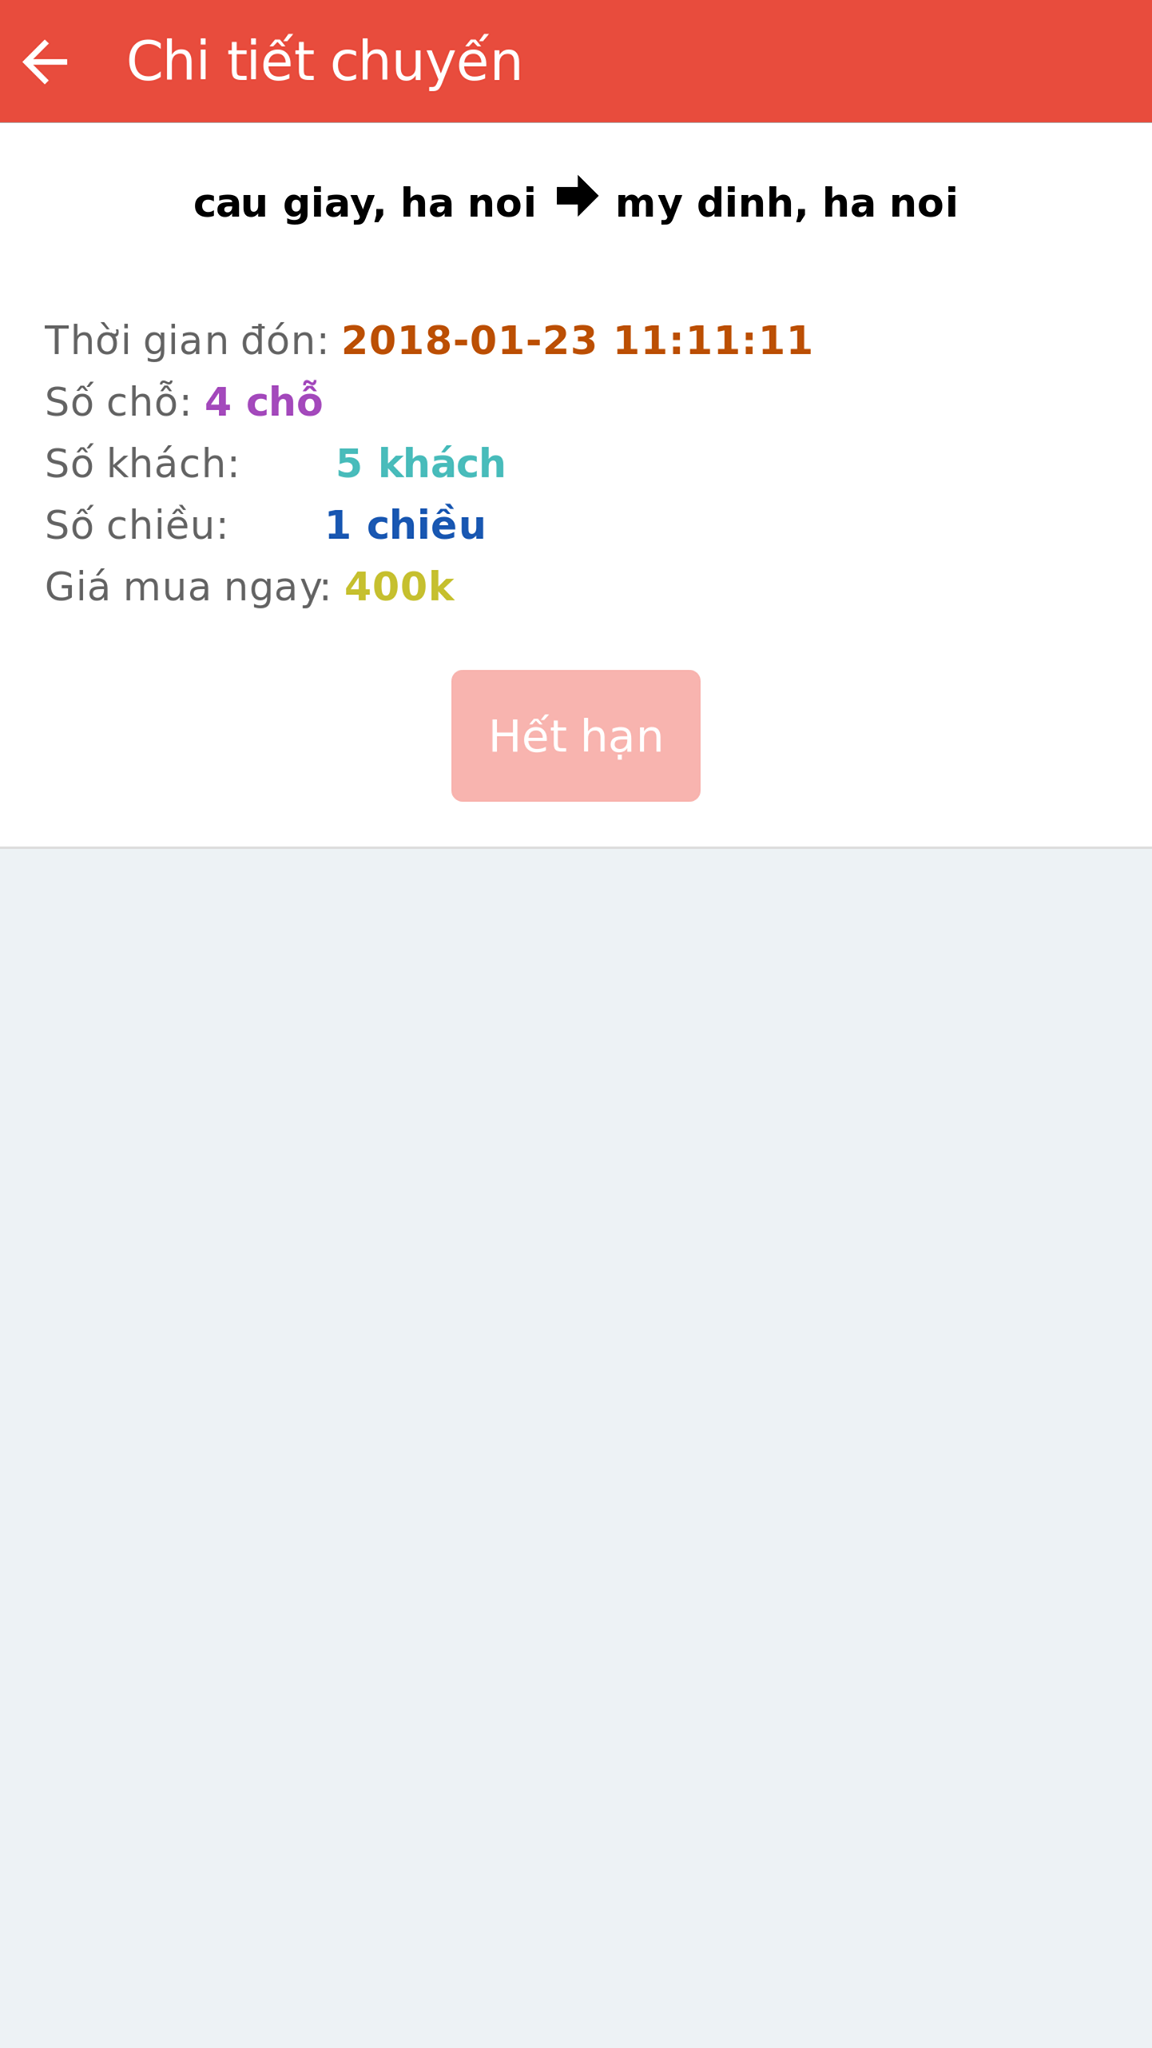 Chi tiết chuyến
cau giay, ha noi 🡆 my dinh, ha noi
Thời gian đón: 2018-01-23 11:11:11
Số chỗ: 4 chỗ
Số khách: 5 khách
Số chiều: 1 chiều
Giá mua ngay: 400k
Hết hạn